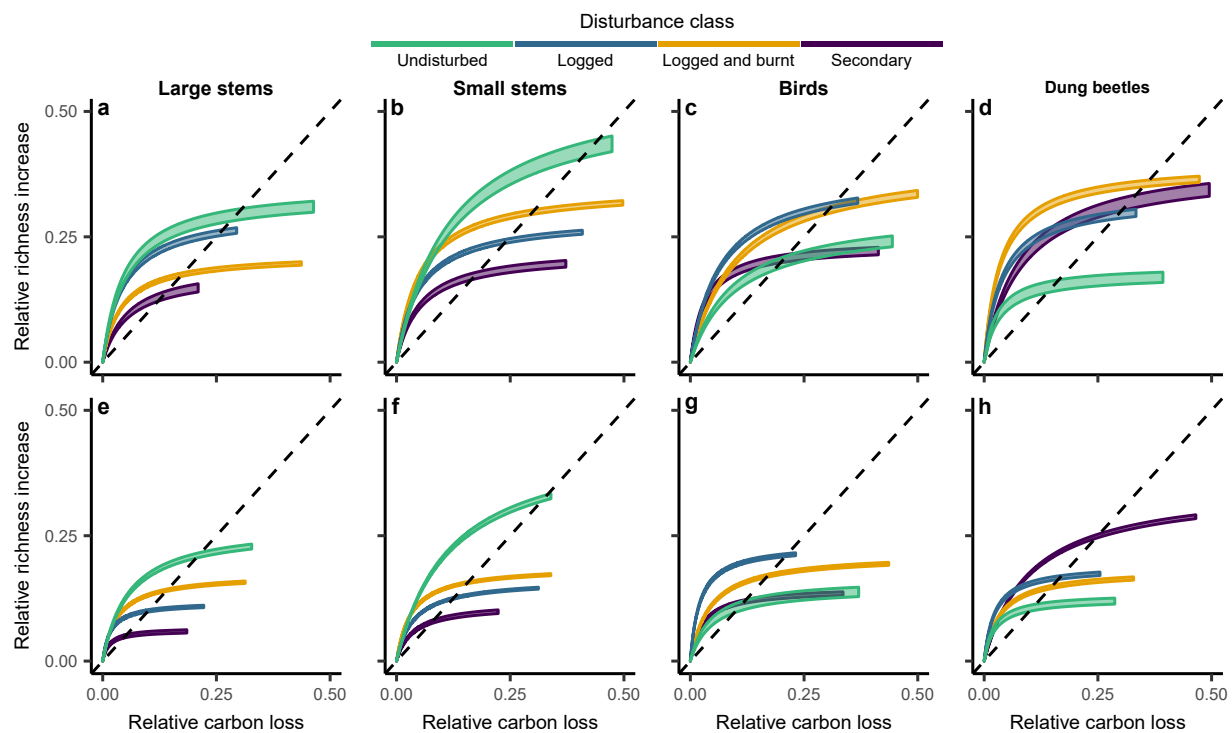 Disturbance class
Undisturbed Logged Logged and burnt Secondary
Large stems Small stems Birds Dung beetles
a b c d
0.50
0.25
0.00
Relative richness increase
e f g h
0.50
0.25
0.00
Relative richness increase
0.00 0.25 0.50 0.00 0.25 0.50 0.00 0.25 0.50 0.00 0.25 0.50
Relative carbon loss Relative carbon loss Relative carbon loss Relative carbon loss